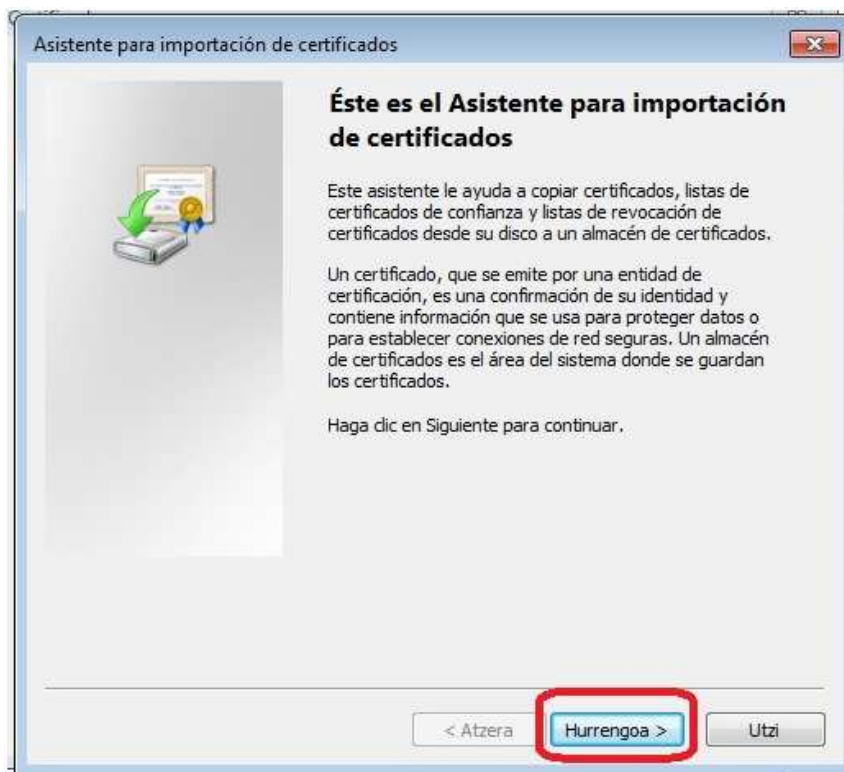 Asistente para importación de certificados
Éste es el Asistente para importación
de certificados
Este asistente le ayuda a copiar certificados, listas de
certificados de confianza y listas de revocación de
certificados desde su disco a un almacén de certificados.
Un certificado, que se emite por una entidad de
certificación, es una confirmación de su identidad y
contiene información que se usa para proteger datos o
para establecer conexiones de red seguras. Un almacén
de certificados es el área del sistema donde se guardan
los certificados.
Haga clic en Siguiente para continuar.
< Atzera Hurrengoa > Utzi